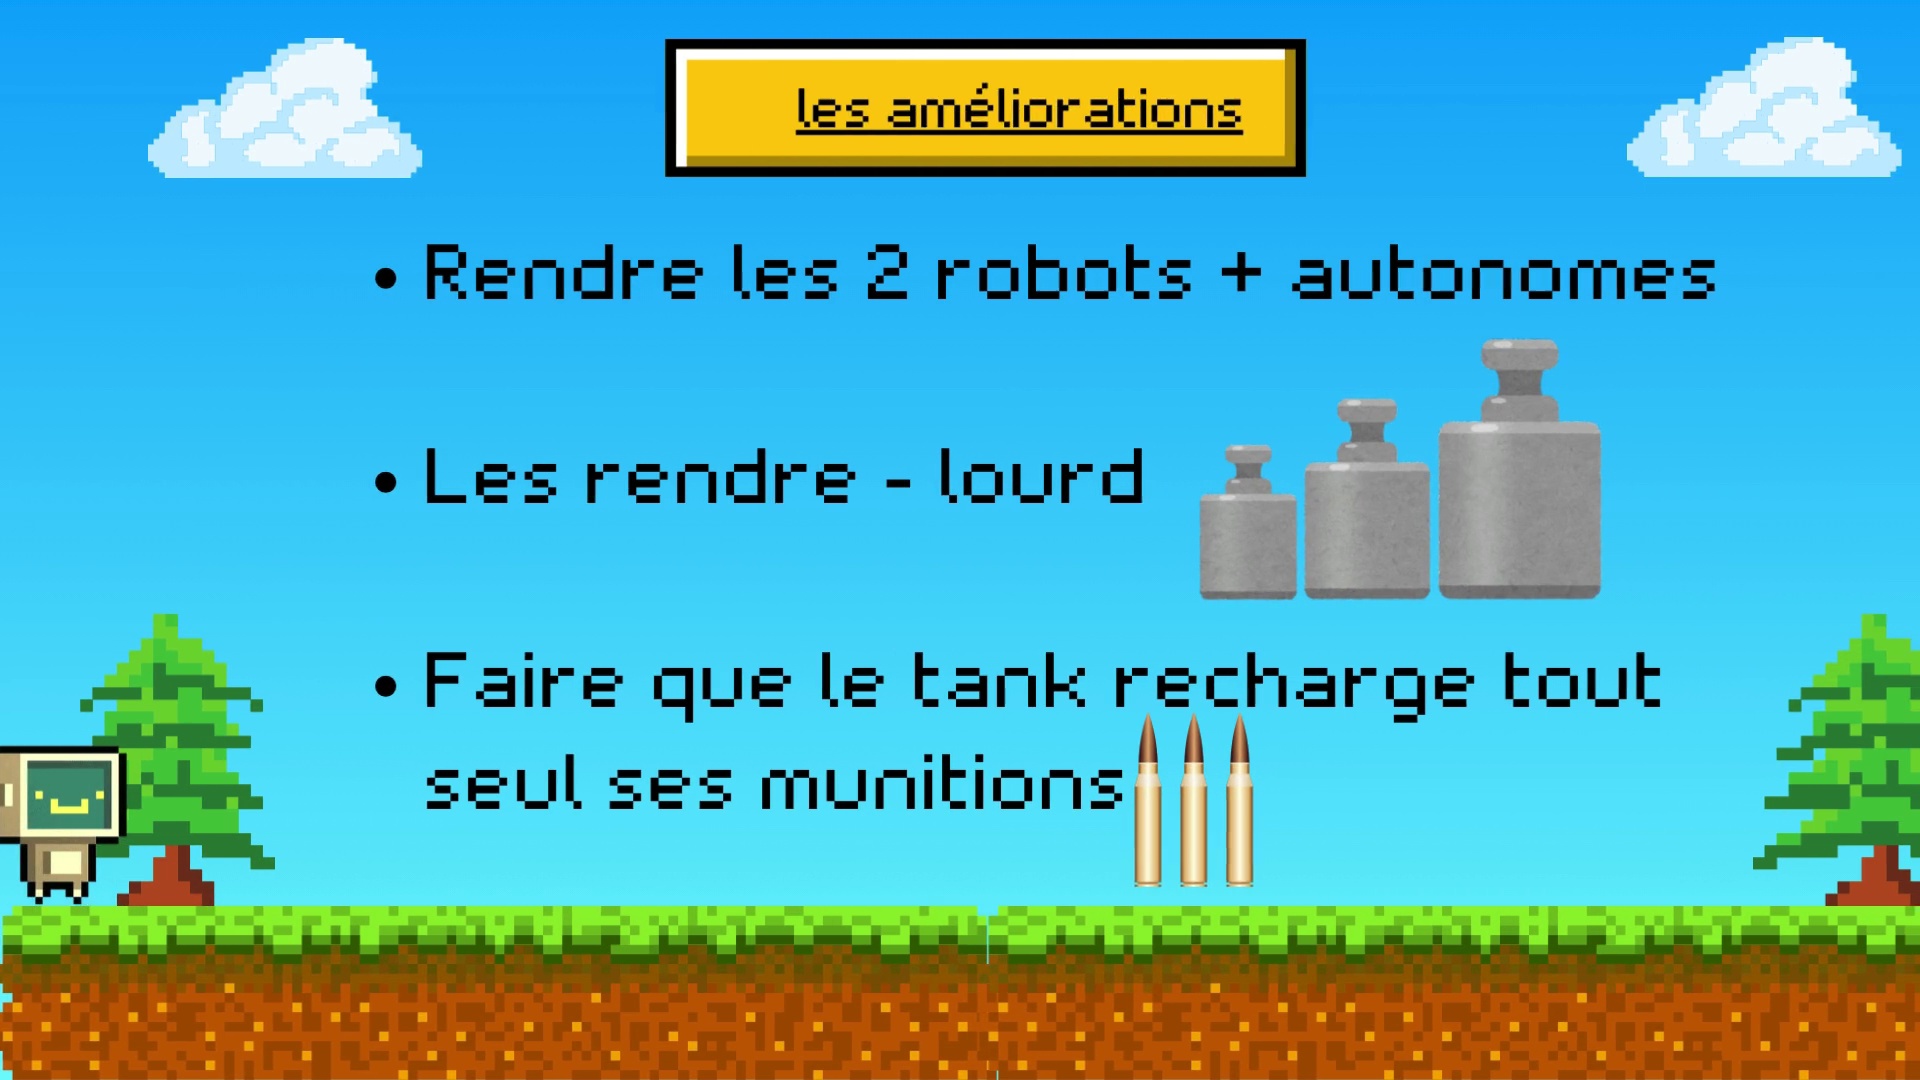 les améliorations
• Rendre les 2 robots + autonomes
• Les rendre - lourd
• Faire que le tank recharge tout
seul ses munitions